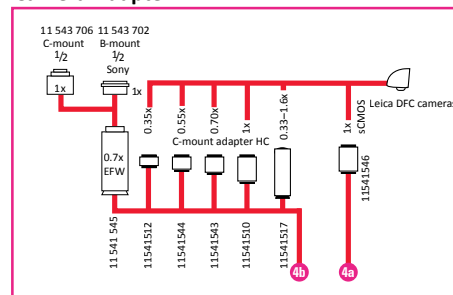 11 543 706 11 543 702
C-mount B-mount
1/2 1/2
Sony
1x 1x
0.35x 0.55x 0.70x 1x 0.33–1.6x 1x sCMOS
Leica DFC cameras
C-mount adapter HC
0.7x
EFW
11 541 545 11541512 11541544 11541543 11541510 11541517 11541546
4b 4a